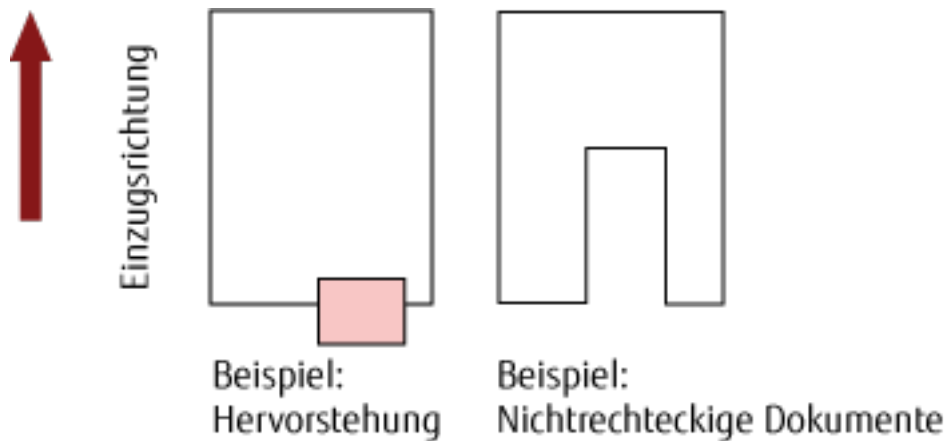 Einzugsrichtung
Beispiel:
Hervorstehung
Beispiel:
Nichtrechteckige Dokumente